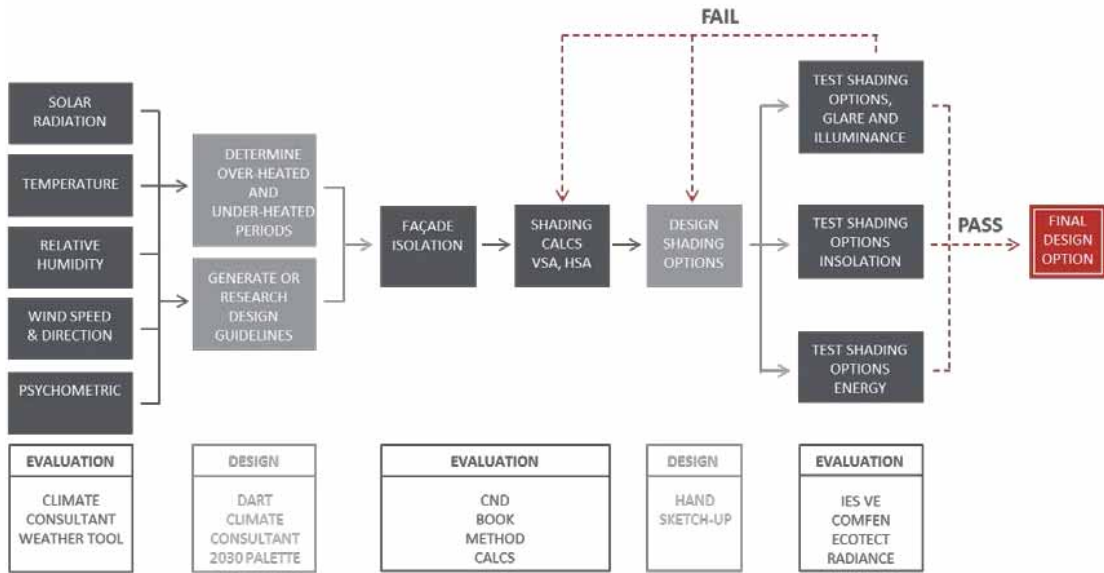 FAIL
SOLAR
RADIATION
TEMPERATURE
RELATIVE
HUMIDITY
WIND SPEED
& DIRECTION
PSYCHOMETRIC
DETERMINE
OVER-HEATED
AND
UNDER-HEATED
PERIODS
GENERATE OR
RESEARCH
DESIGN
GUIDELINES
FAÇADE
ISOLATION
SHADING
CALCS
VSA, HSA
DESIGN
SHADING
OPTIONS
TEST SHADING
OPTIONS,
GLARE AND
ILLUMINANCE
TEST SHADING
OPTIONS
INSOLATION
TEST SHADING
OPTIONS
ENERGY
PASS
FINAL
DESIGN
OPTION
EVALUATION
CLIMATE
CONSULTANT
WEATHER TOOL
DESIGN
DART
CLIMATE
CONSULTANT
2030 PALETTE
EVALUATION
CND
BOOK
METHOD
CALCS
DESIGN
HAND
SKETCH-UP
EVALUATION
IES VE
COMFEN
ECOTECT
RADIANCE